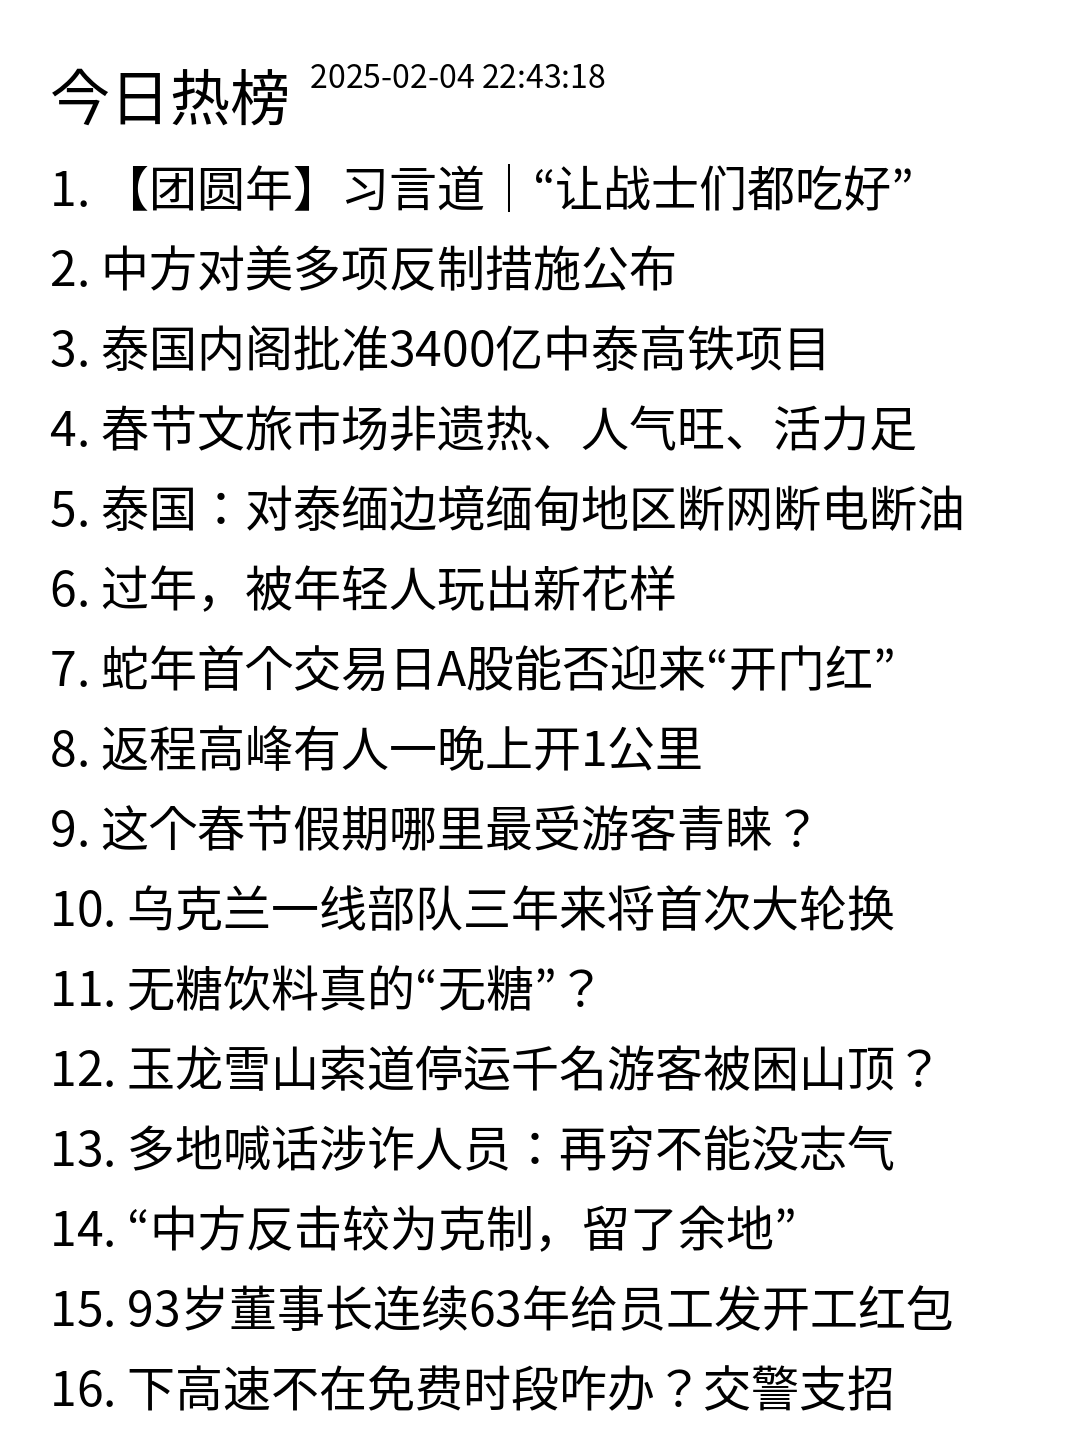 今日热榜 2025-02-04 22:43:18
1. 【团圆年】习言道｜“让战士们都吃好”
2. 中方对美多项反制措施公布
3. 泰国内阁批准3400亿中泰高铁项目
4. 春节文旅市场非遗热、人气旺、活力足
5. 泰国：对泰缅边境缅甸地区断网断电断油
6. 过年，被年轻人玩出新花样
7. 蛇年首个交易日A股能否迎来“开门红”
8. 返程高峰有人一晚上开1公里
9. 这个春节假期哪里最受游客青睐？
10. 乌克兰一线部队三年来将首次大轮换
11. 无糖饮料真的“无糖”？
12. 玉龙雪山索道停运千名游客被困山顶？
13. 多地喊话涉诈人员：再穷不能没志气
14. “中方反击较为克制，留了余地”
15. 93岁董事长连续63年给员工发开工红包
16. 下高速不在免费时段咋办？交警支招